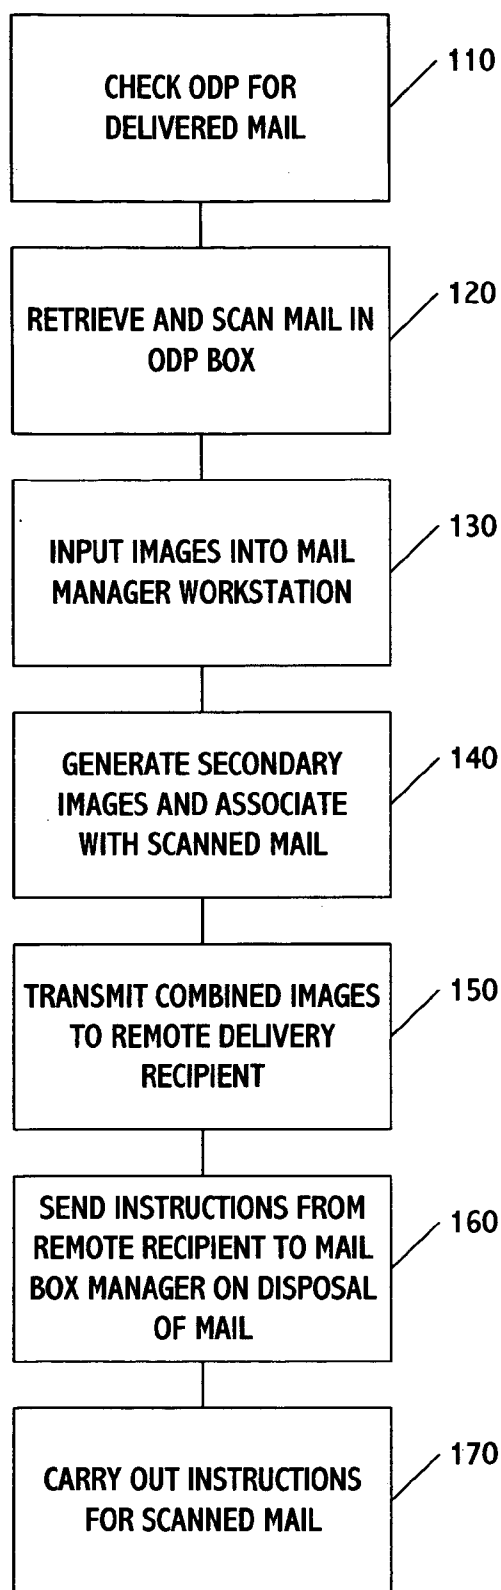 CHECK ODP FOR
DELIVERED MAIL
110
RETRIEVE AND SCAN MAIL IN
ODP BOX
120
INPUT IMAGES INTO MAIL
MANAGER WORKSTATION
130
GENERATE SECONDARY
IMAGES AND ASSOCIATE
WITH SCANNED MAIL
140
TRANSMIT COMBINED IMAGES
TO REMOTE DELIVERY
RECIPIENT
150
SEND INSTRUCTIONS FROM
REMOTE RECIPIENT TO MAIL
BOX MANAGER ON DISPOSAL
OF MAIL
160
CARRY OUT INSTRUCTIONS
FOR SCANNED MAIL
170